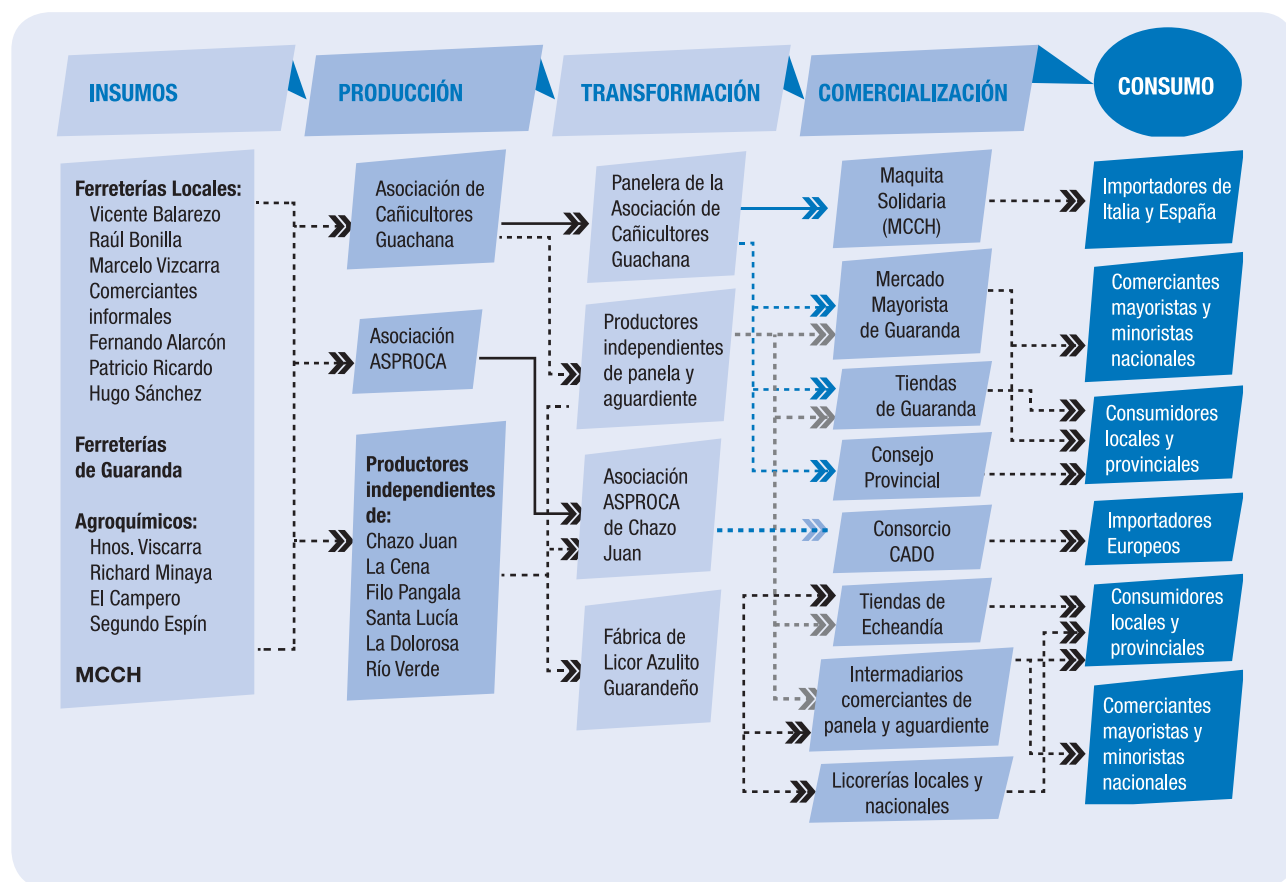 INSUMOS
PRODUCCIÓN
TRANSFORMACIÓN
COMERCIALIZACIÓN
CONSUMO
Ferreterías Locales:
Vicente Balarezo
Raúl Bonilla
Marcelo Vizcarra
Comerciantes
informales
Fernando Alarcón
Patricio Ricardo
Hugo Sánchez
Ferreterías
de Guaranda
Agroquímicos:
Hnos. Viscarra
Richard Minaya
El Campero
Segundo Espín
MCCH
Asociación de
Cañicultores
Guachana
Asociación
ASPROCA
Productores
independientes
de:
Chazo Juan
La Cena
Filo Pangala
Santa Lucía
La Dolorosa
Río Verde
Panelera de la
Asociación de
Cañicultores
Guachana
Productores
independientes
de panela y
aguardiente
Asociación
ASPROCA
de Chazo
Juan
Fábrica de
Licor Azulito
Guarandeño
Maquita
Solidaria
(MCCH)
Mercado
Mayorista
de Guaranda
Tiendas
de Guaranda
Consejo
Provincial
Consorcio
CADO
Tiendas de
Echeandía
Intermadiarios
comerciantes de
panela y aguardiente
Licorerías locales y
nacionales
Importadores de
Italia y España
Comerciantes
mayoristas y
minoristas
nacionales
Consumidores
locales y
provinciales
Importadores
Europeos
Consumidores
locales y
provinciales
Comerciantes
mayoristas y
minoristas
nacionales